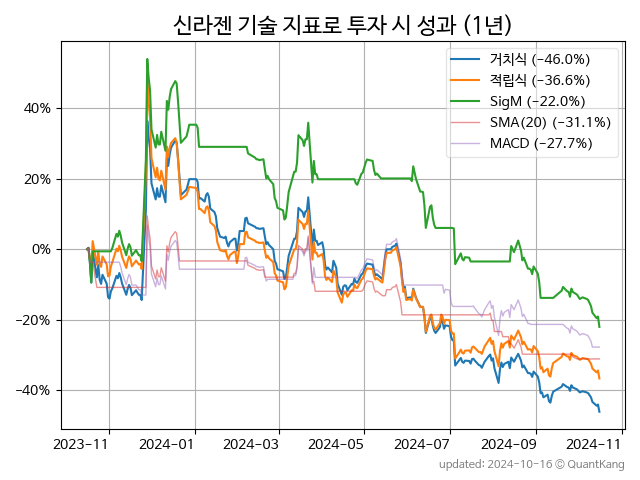 신라젠 기술 지표로 투자 시 성과 (1년)
거치식 (−46.0%)
적립식 (−36.6%)
SigM (−22.0%)
SMA(20) (−31.1%)
MACD (−27.7%)
40%
20%
0%
−20%
−40%
2023-11 2024-01 2024-03 2024-05 2024-07 2024-09 2024-11
updated: 2024-10-16 © QuantKang